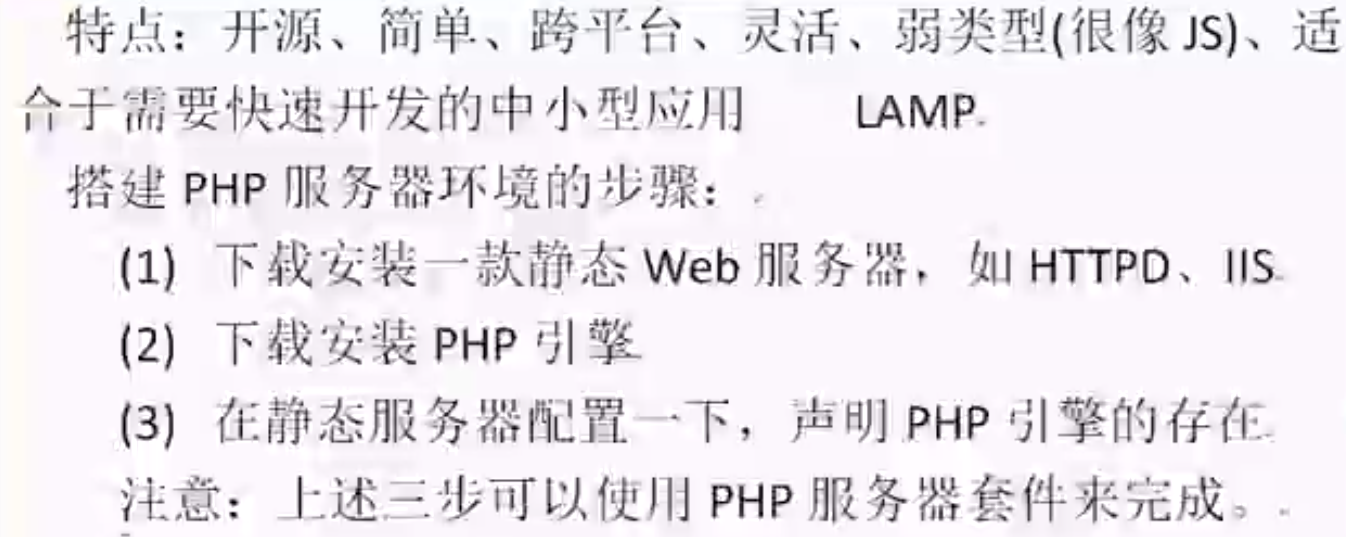 特点：开源、简单、跨平台、灵活、弱类型(很像 JS)、适
合于需要快速开发的中小型应用 LAMP
搭建 PHP 服务器环境的步骤：
(1) 下载安装一款静态 Web 服务器，如 HTTPD、IIS
(2) 下载安装 PHP 引擎
(3) 在静态服务器配置一下，声明 PHP 引擎的存在
注意：上述三步可以使用 PHP 服务器套件来完成。